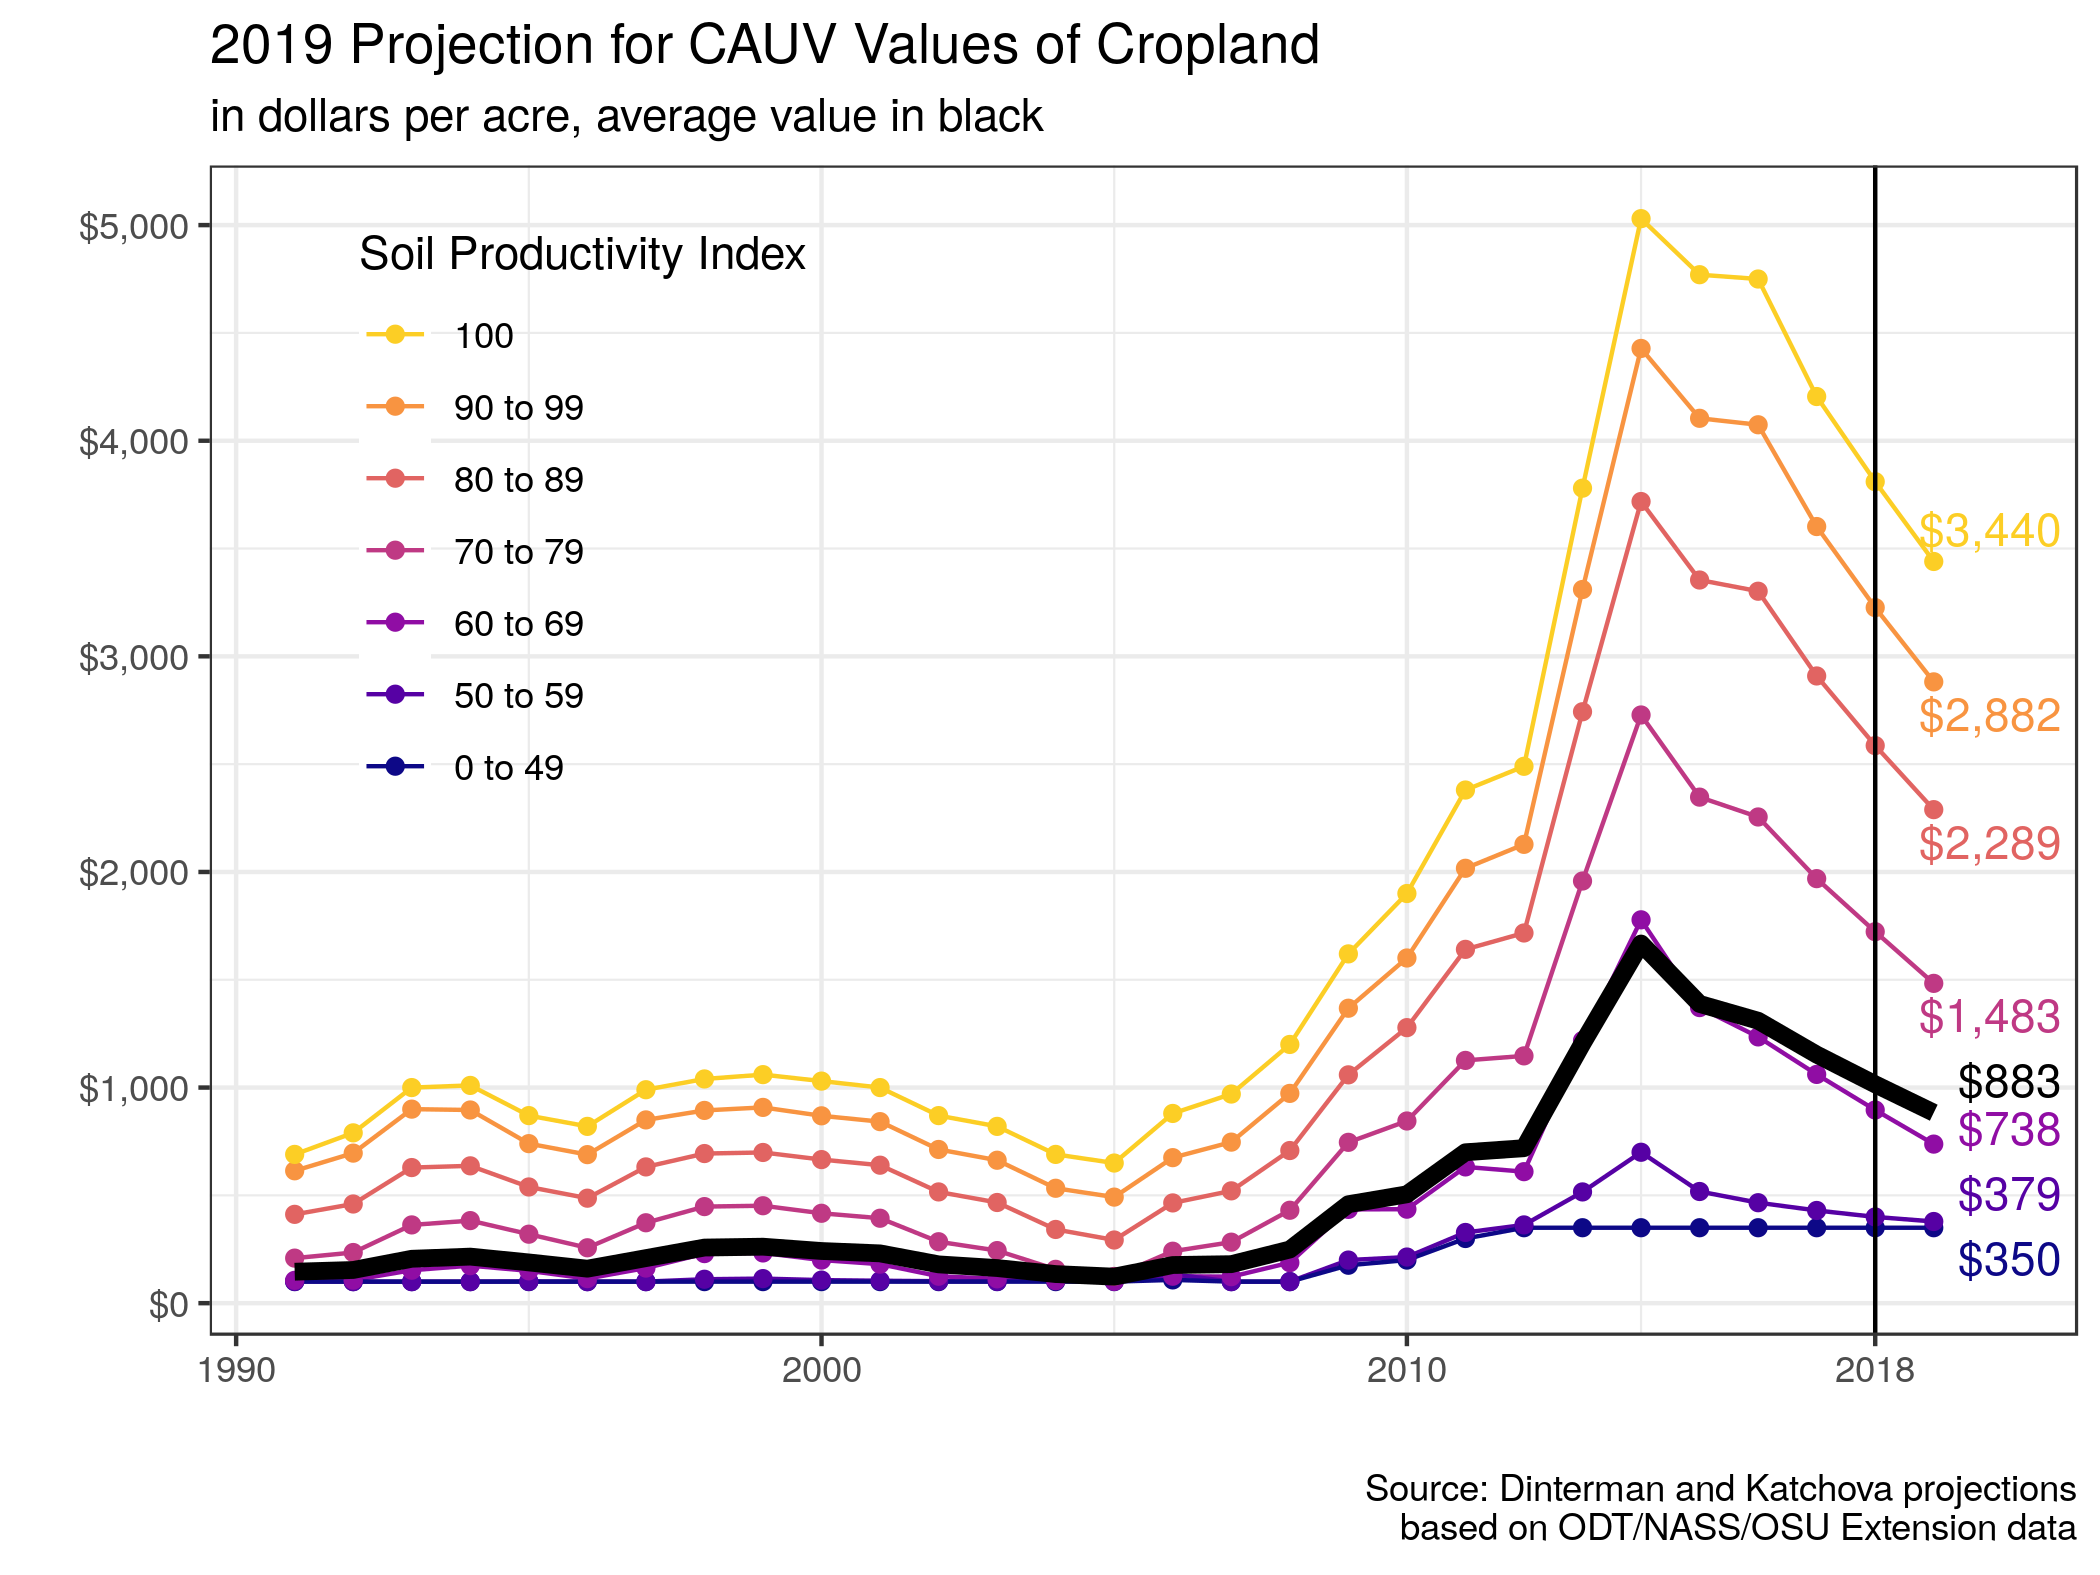 2019 Projection for CAUV Values of Cropland
in dollars per acre, average value in black
$5,000
$4,000
$3,000
$2,000
$1,000
$0
Soil Productivity Index
100
90 to 99
80 to 89
70 to 79
60 to 69
50 to 59
0 to 49
$3,440
$2,882
$2,289
$1,483
$883
$738
$379
$350
1990
2000
2010
2018
Source: Dinterman and Katchova projections
based on ODT/NASS/OSU Extension data